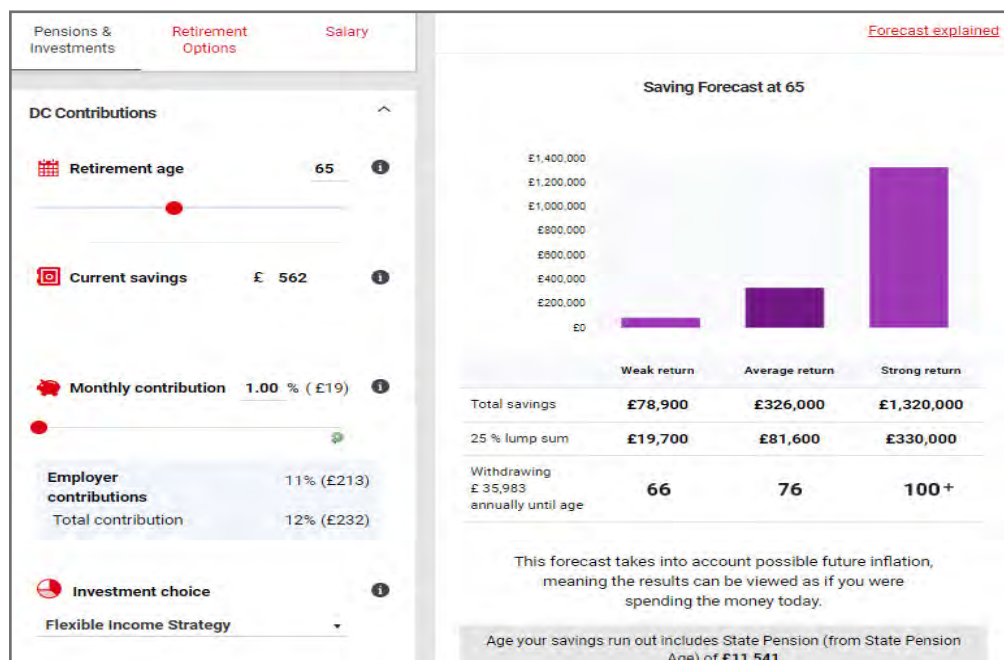 Pensions &
Investments
Retirement
Options
Salary
DC Contributions
Retirement age 65
Current savings £ 562
Monthly contribution 1.00 % ( £19)
Employer
contributions
11% (£213)
Total contribution 12% (£232)
Investment choice
Flexible Income Strategy
Forecast explained
Saving Forecast at 65
£1,400,000
£1,200,000
£1,000,000
£800,000
£600,000
£400,000
£200,000
£0
Weak return Average return Strong return
Total savings £78,900 £326,000 £1,320,000
25 % lump sum £19,700 £81,600 £330,000
Withdrawing
£ 35,983
annually until age
66 76 100+
This forecast takes into account possible future inflation,
meaning the results can be viewed as if you were
spending the money today.
Age your savings run out includes State Pension (from State Pension
Age) of £11,541